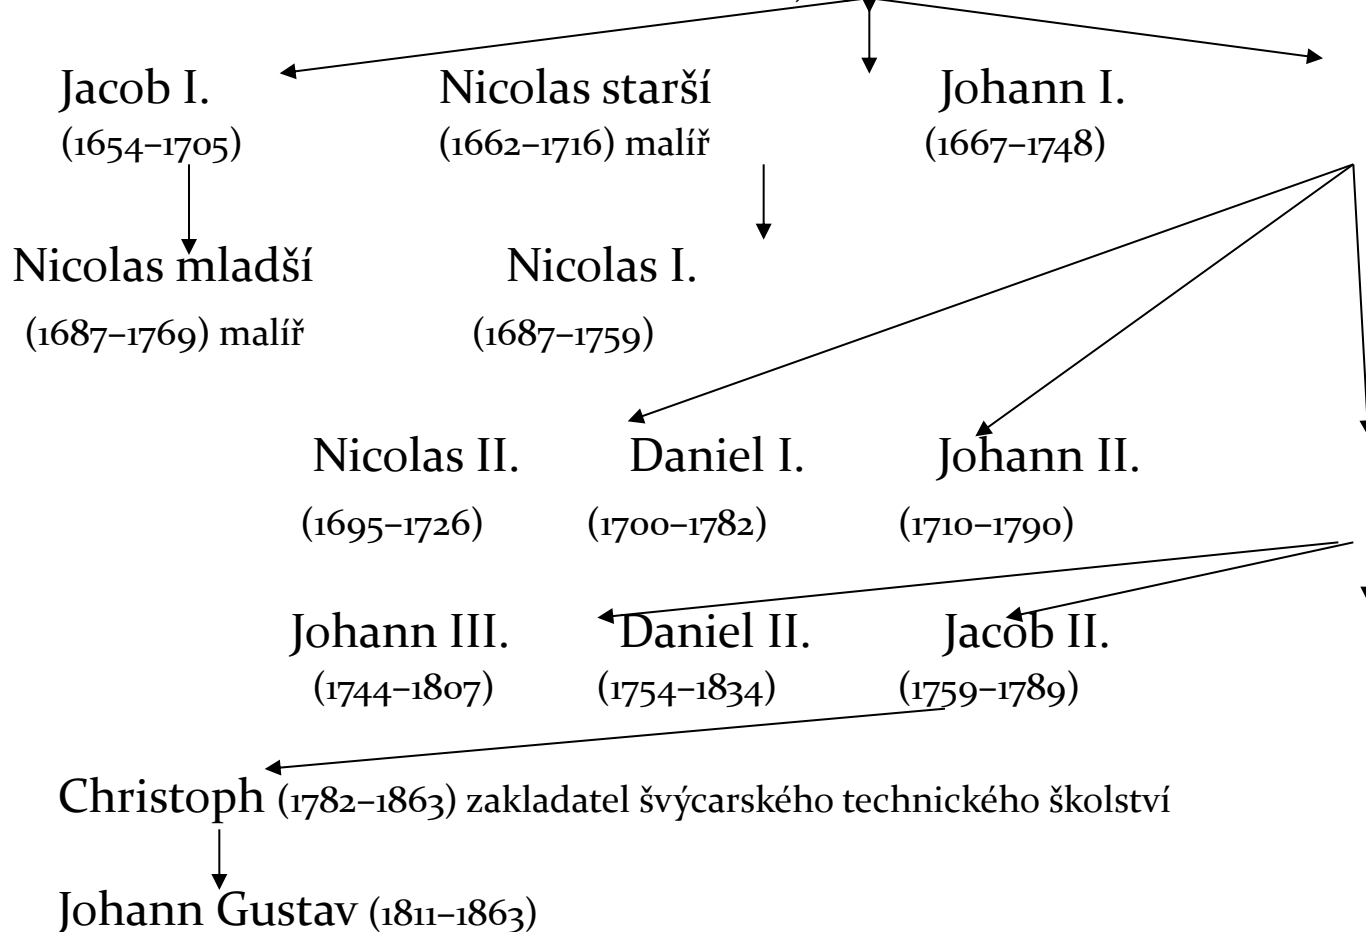 Jacob I. Nicolas starší Johann I.
(1654–1705) (1662–1716) malíř (1667–1748)
Nicolas mladší Nicolas I.
(1687–1769) malíř (1687–1759)
Nicolas II. Daniel I. Johann II.
(1695–1726) (1700–1782) (1710–1790)
Johann III. Daniel II. Jacob II.
(1744–1807) (1754–1834) (1759–1789)
Christoph (1782–1863) zakladatel švýcarského technického školství
Johann Gustav (1811–1863)